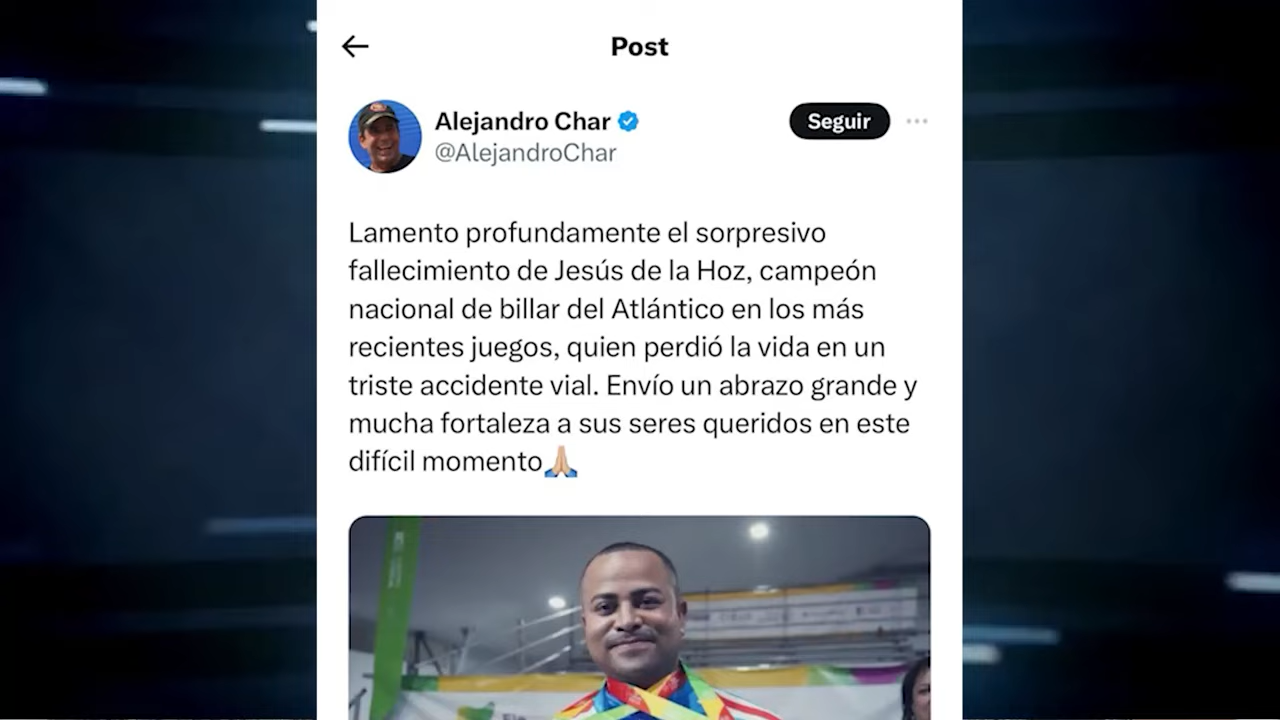 Post
Alejandro Char
Seguir
@AlejandroChar
Lamento profundamente el sorpresivo
fallecimiento de Jesús de la Hoz, campeón
nacional de billar del Atlántico en los más
recientes juegos, quien perdió la vida en un
triste accidente vial. Envío un abrazo grande y
mucha fortaleza a sus seres queridos en este
difícil momento🙏🏼